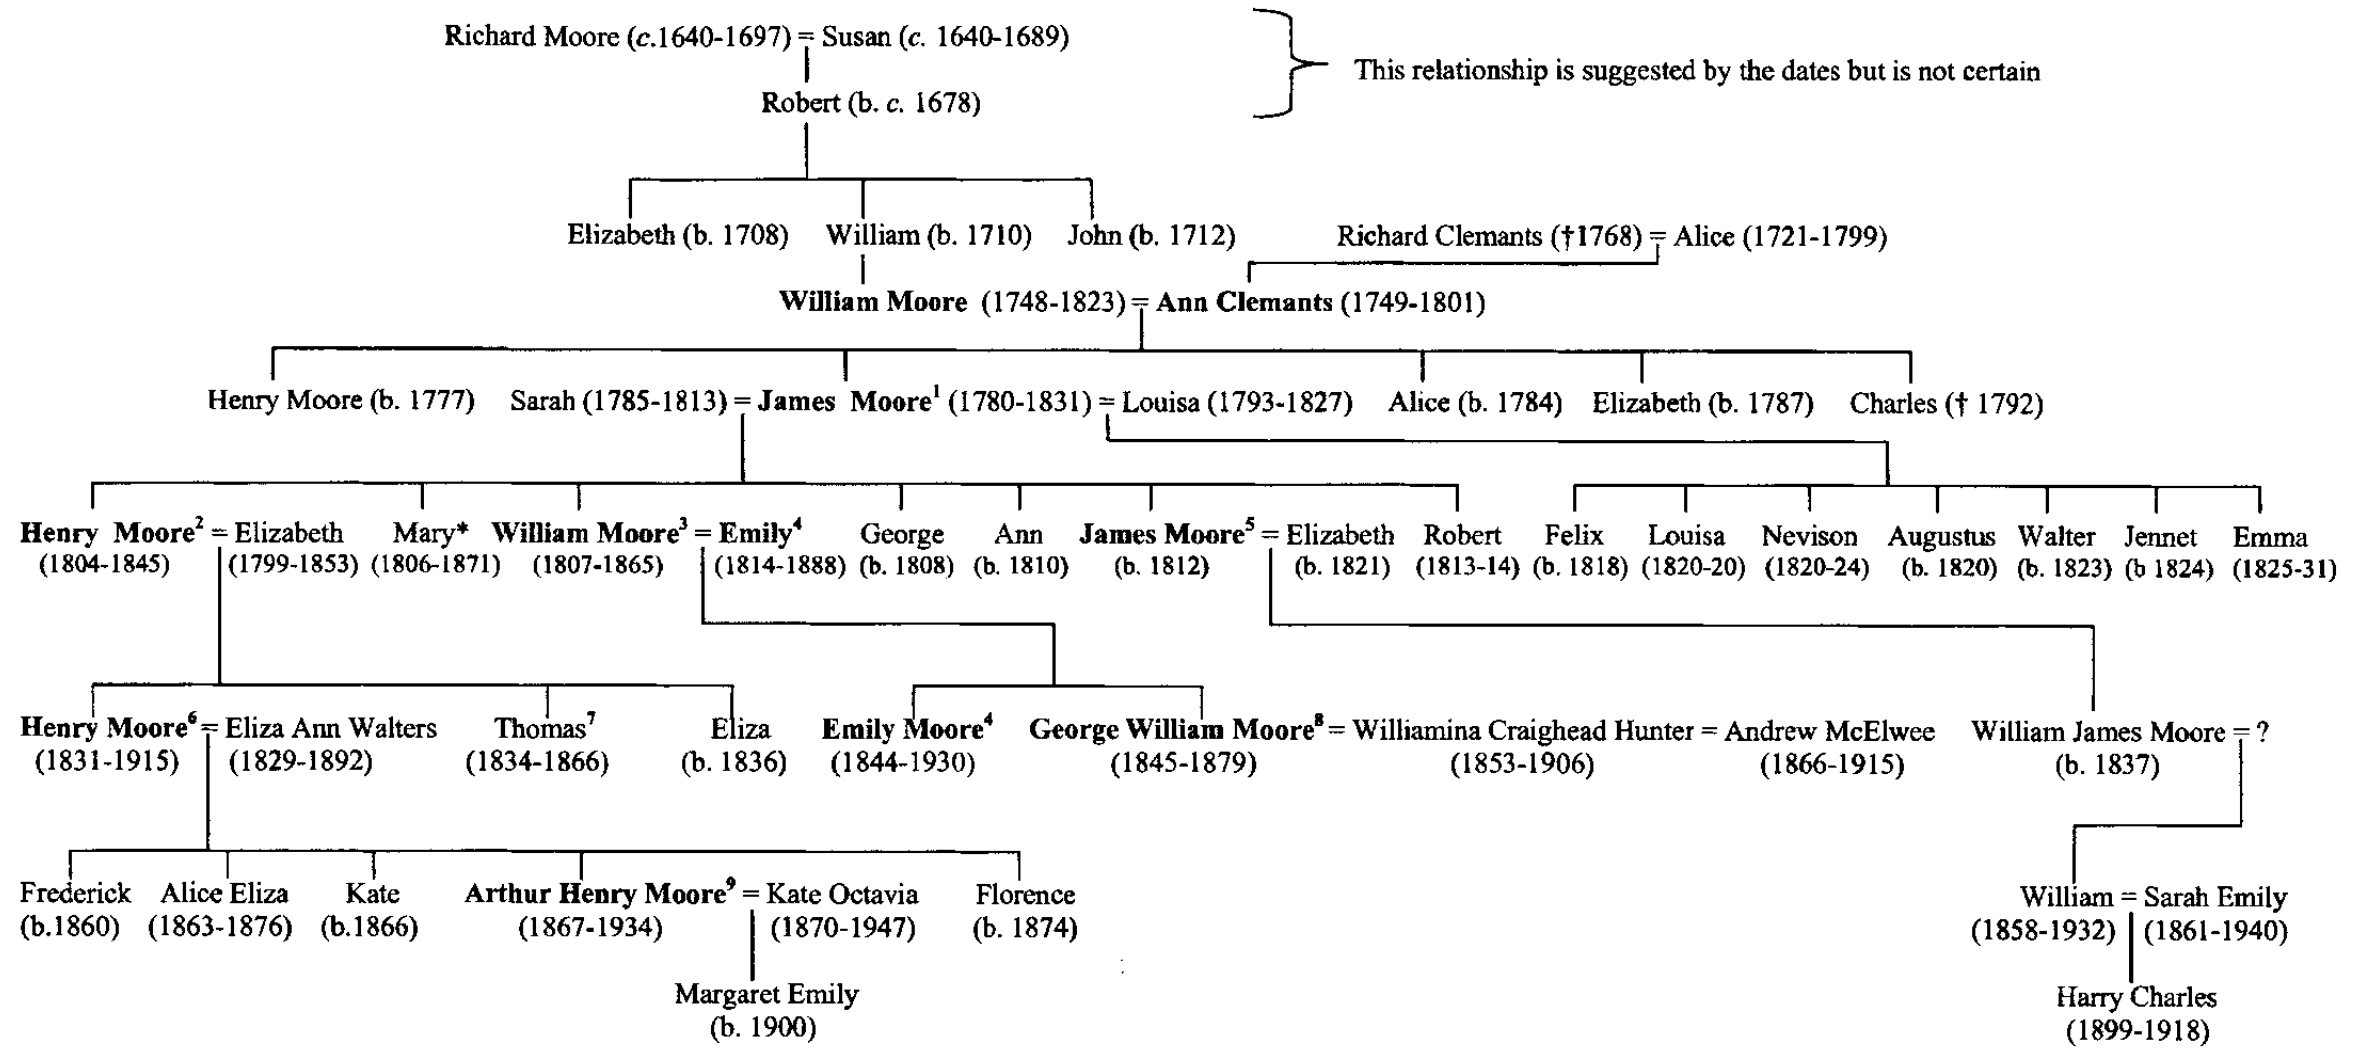 Richard Moore (c.1640-1697) = Susan (c. 1640-1689)
This relationship is suggested by the dates but is not certain
Robert (b. c. 1678)
Elizabeth (b. 1708) William (b. 1710) John (b. 1712) Richard Clemants (†1768) = Alice (1721-1799)
William Moore (1748-1823) = Ann Clemants (1749-1801)
Henry Moore (b. 1777) Sarah (1785-1813) = James Moore¹ (1780-1831) = Louisa (1793-1827) Alice (b. 1784) Elizabeth (b. 1787) Charles († 1792)
Henry Moore² = Elizabeth Mary* William Moore³ = Emily⁴ George Ann James Moore⁵ = Elizabeth Robert Felix Louisa Nevison Augustus Walter Jennet Emma
(1804-1845) (1799-1853) (1806-1871) (1807-1865) (1814-1888) (b. 1808) (b. 1810) (b. 1812) (b. 1821) (1813-14) (b. 1818) (1820-20) (1820-24) (b. 1820) (b. 1823) (b 1824) (1825-31)
Henry Moore⁶ = Eliza Ann Walters Thomas⁷ Eliza Emily Moore⁴ George William Moore⁸ = Williamina Craighead Hunter = Andrew McElwee William James Moore = ?
(1831-1915) (1829-1892) (1834-1866) (b. 1836) (1844-1930) (1845-1879) (1853-1906) (1866-1915) (b. 1837)
Frederick Alice Eliza Kate Arthur Henry Moore⁹ = Kate Octavia Florence William = Sarah Emily
(b.1860) (1863-1876) (b.1866) (1867-1934) (1870-1947) (b. 1874) (1858-1932) (1861-1940)
Margaret Emily Harry Charles
(b. 1900) (1899-1918)